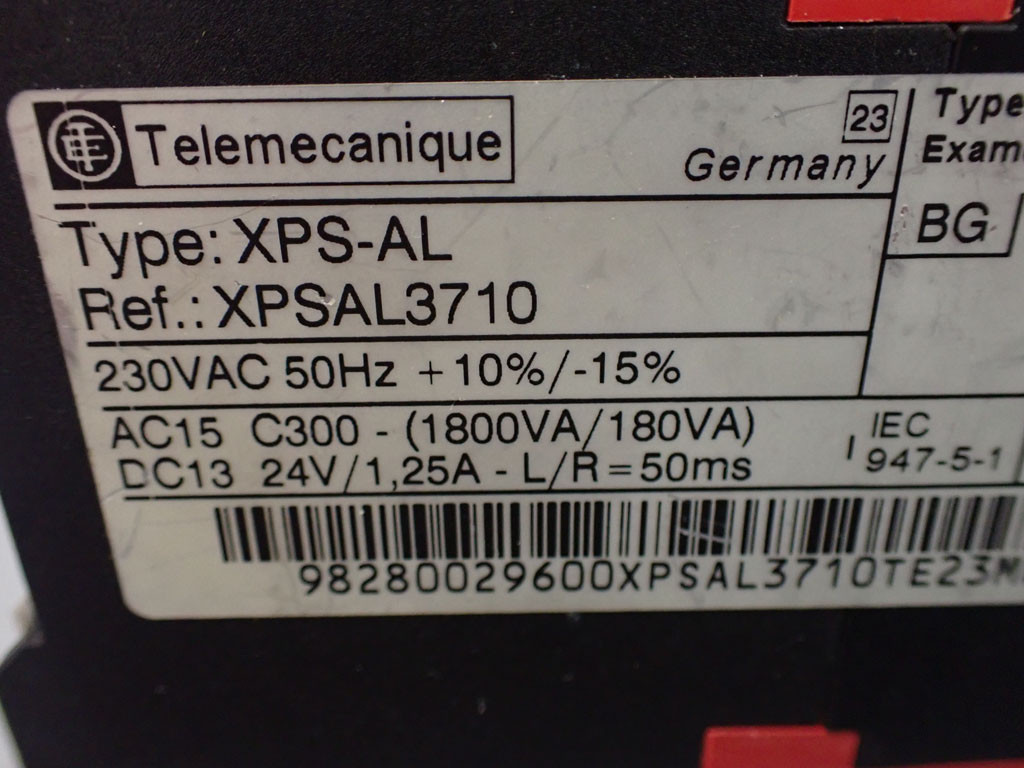 Telemecanique
23
Germany
Type: XPS-AL
Ref.: XPSAL3710
230VAC 50Hz +10%/-15%
AC15 C300 - (1800VA/180VA)
DC13 24V/1,25A - L/R=50ms
IEC
947-5-1
Type
Exam
BG
98280029600XPSAL3710TE23M